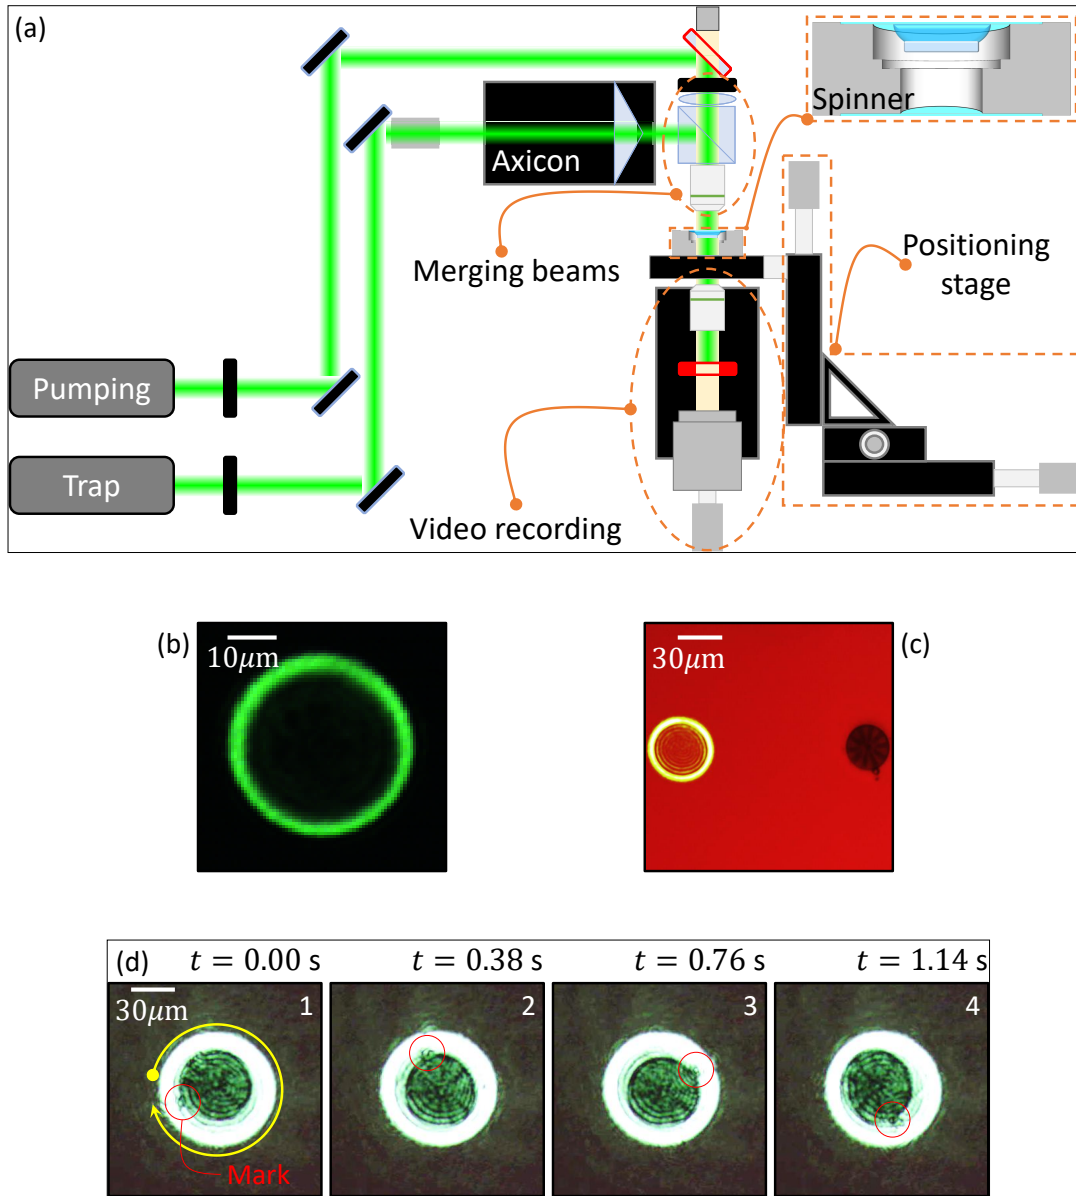 (a)
Spinner
Axicon
Merging beams
Positioning
stage
Pumping
Trap
Video recording
(b)
10μm
30μm
(c)
(d)
t = 0.00 s
t = 0.38 s
t = 0.76 s
t = 1.14 s
30μm
1
2
3
4
Mark